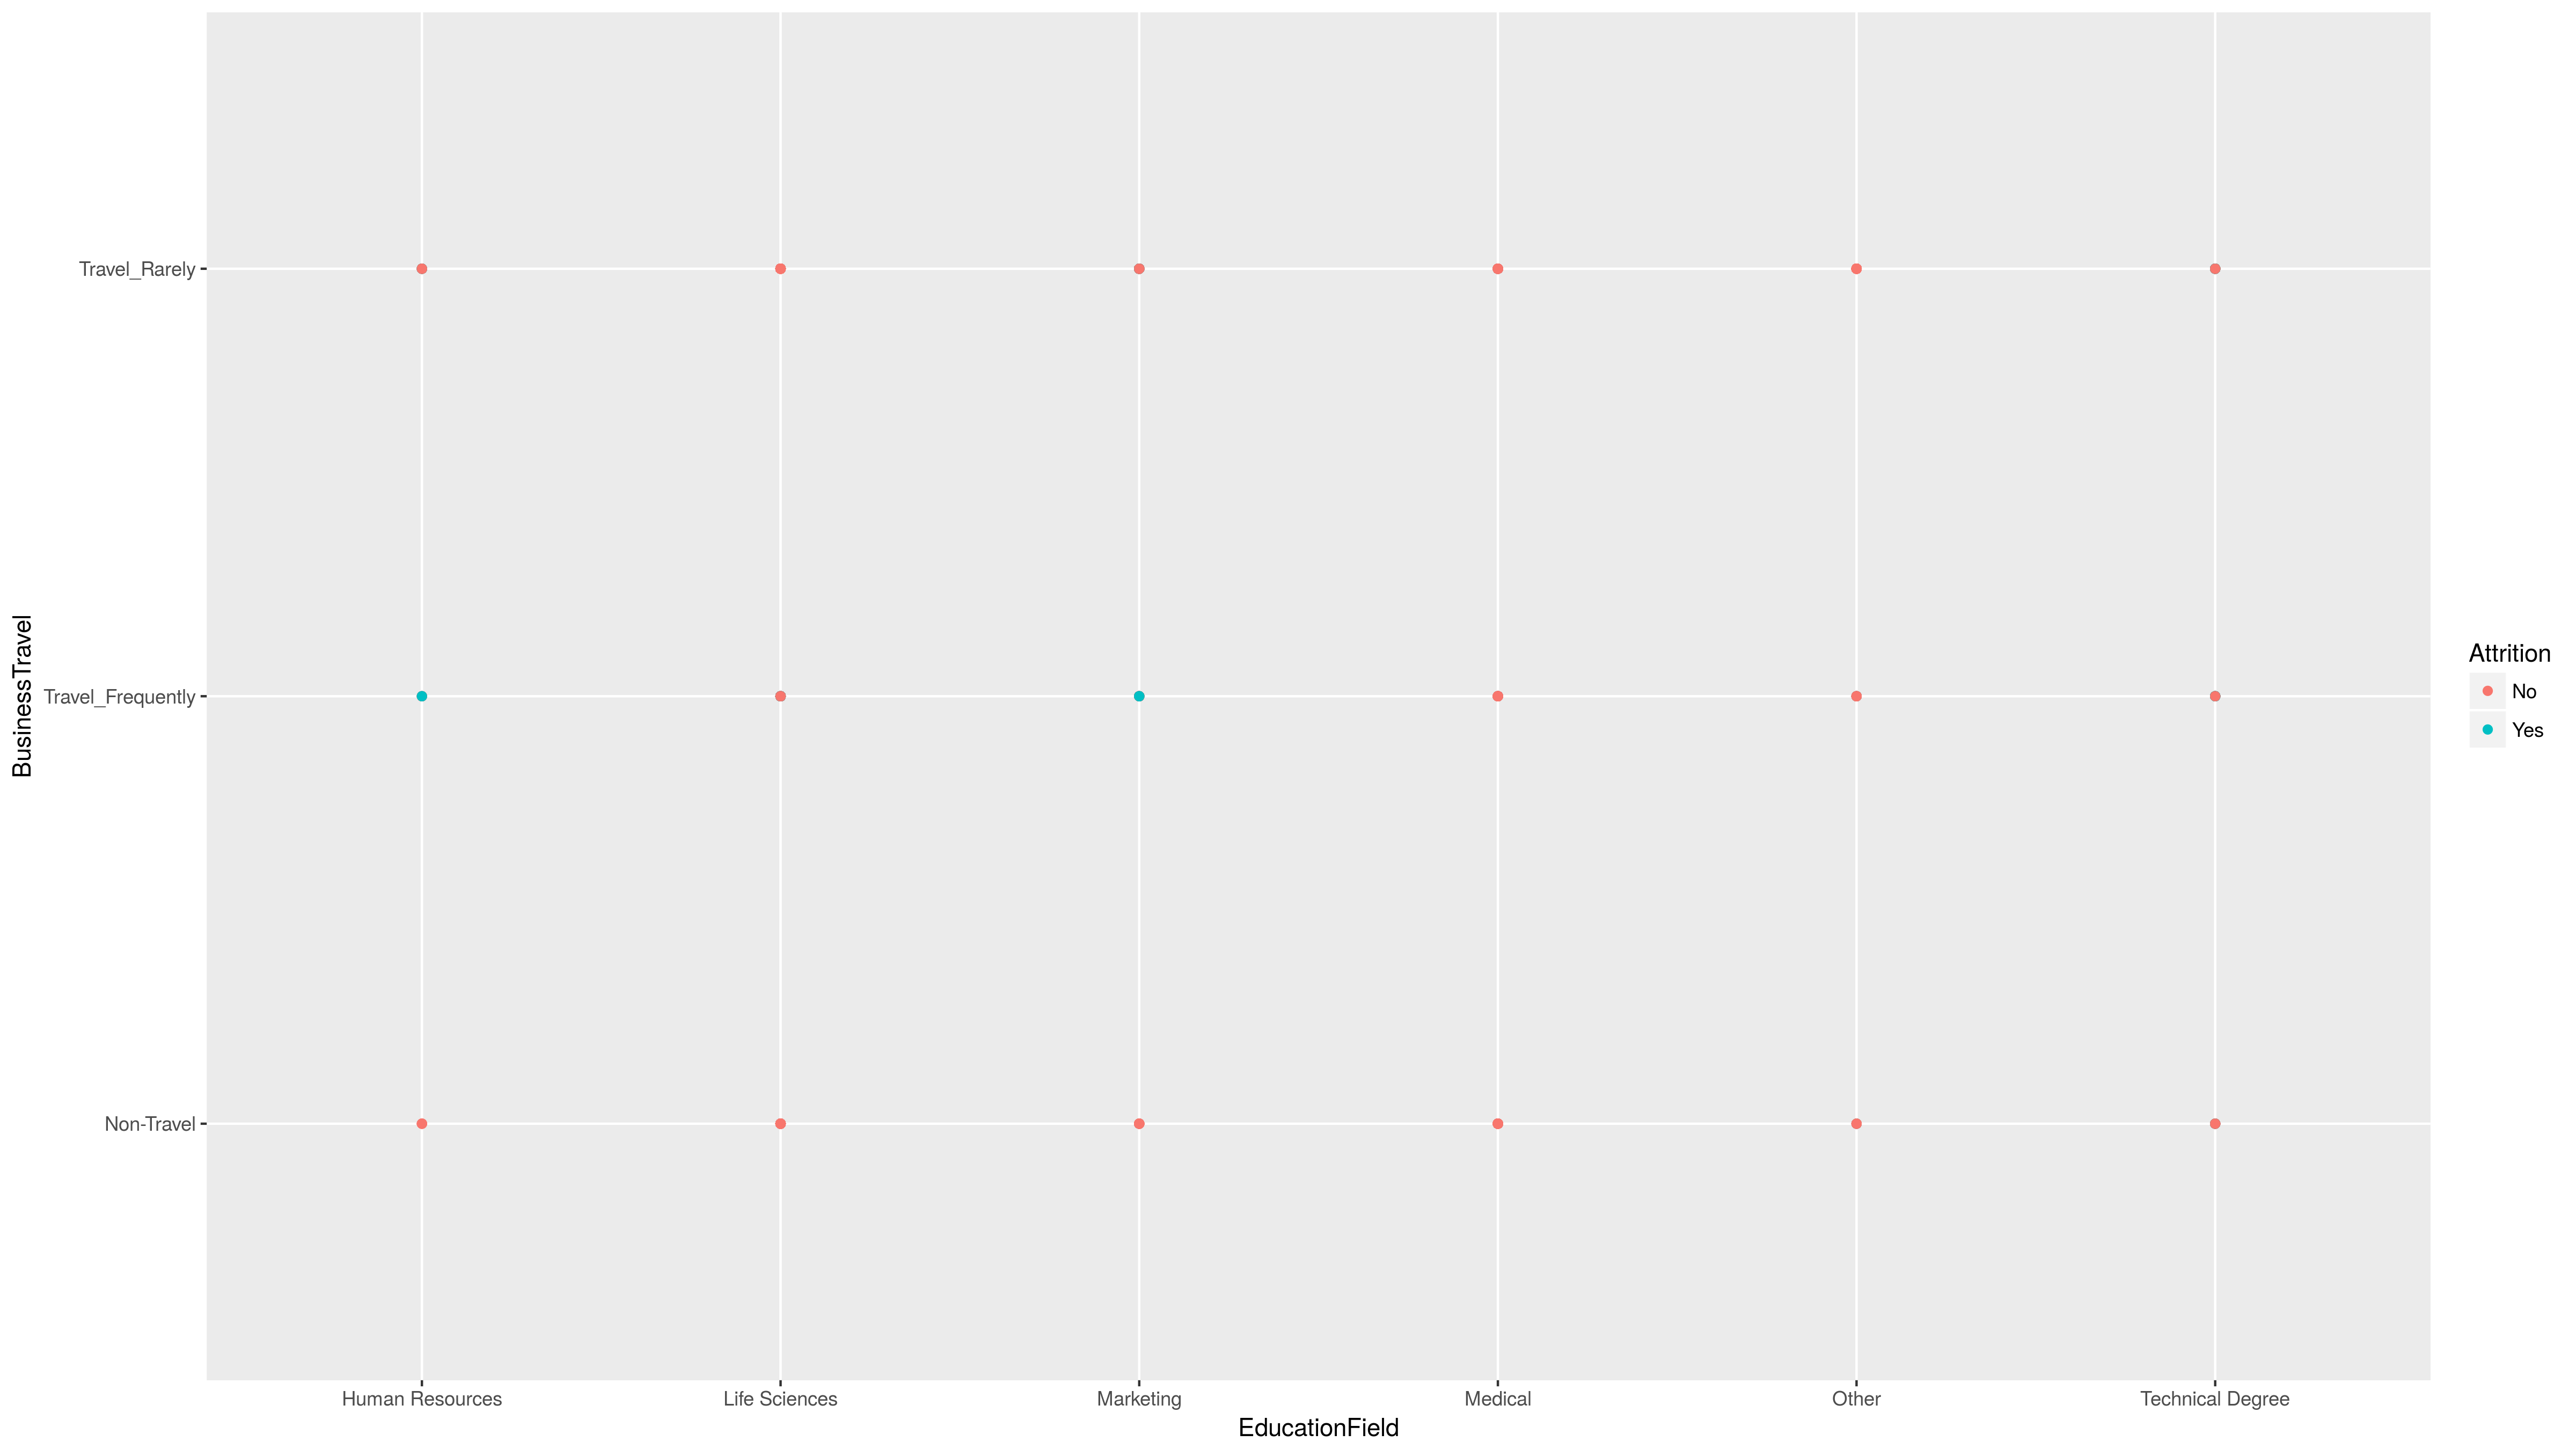 Travel_Rarely
Travel_Frequently
Non-Travel
BusinessTravel
Human Resources
Life Sciences
Marketing
Medical
Other
Technical Degree
EducationField
Attrition
No
Yes